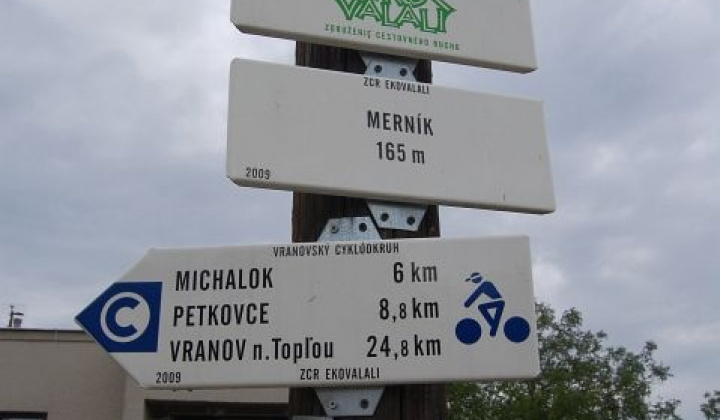 VALALI
ZDRUŽENIE CESTOVNÉHO RUCHU
ZCR EKOVALALI
MERNÍK
165 m
2009
VRANOVSKÝ CYKLOOKRUH
MICHALOK 6 km
C PETKOVCE 8,8 km
VRANOV n.Topľou 24,8 km
2009 ZCR EKOVALALI